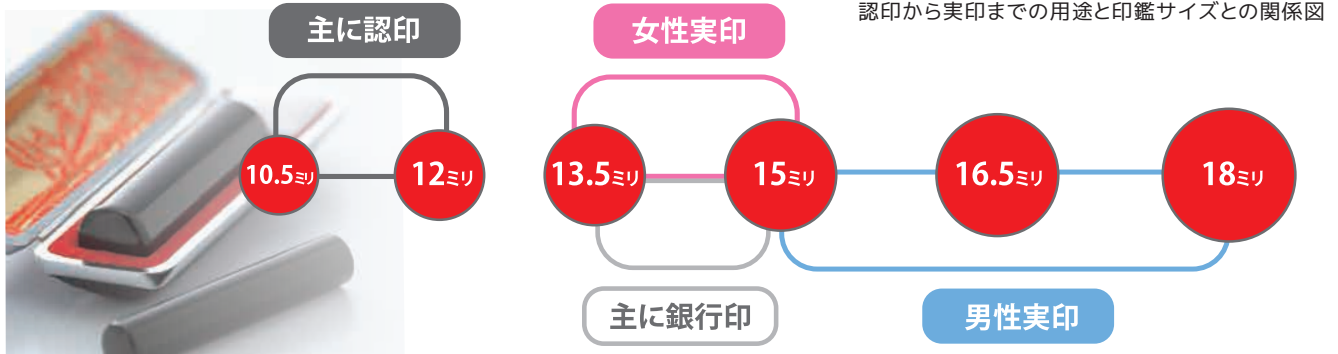 認印から実印までの用途と印鑑サイズとの関係図
主に認印
女性実印
10.5ミリ
12ミリ
13.5ミリ
15ミリ
16.5ミリ
18ミリ
主に銀行印
男性実印